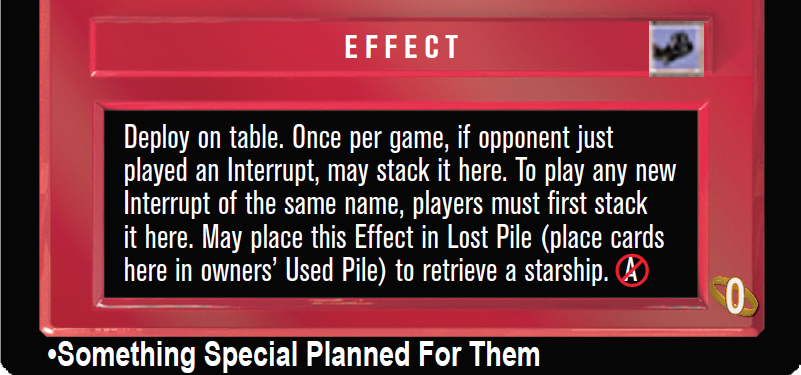 EFFECT
Deploy on table. Once per game, if opponent just
played an Interrupt, may stack it here. To play any new
Interrupt of the same name, players must first stack
it here. May place this Effect in Lost Pile (place cards
here in owners’ Used Pile) to retrieve a starship. A
0
•Something Special Planned For Them